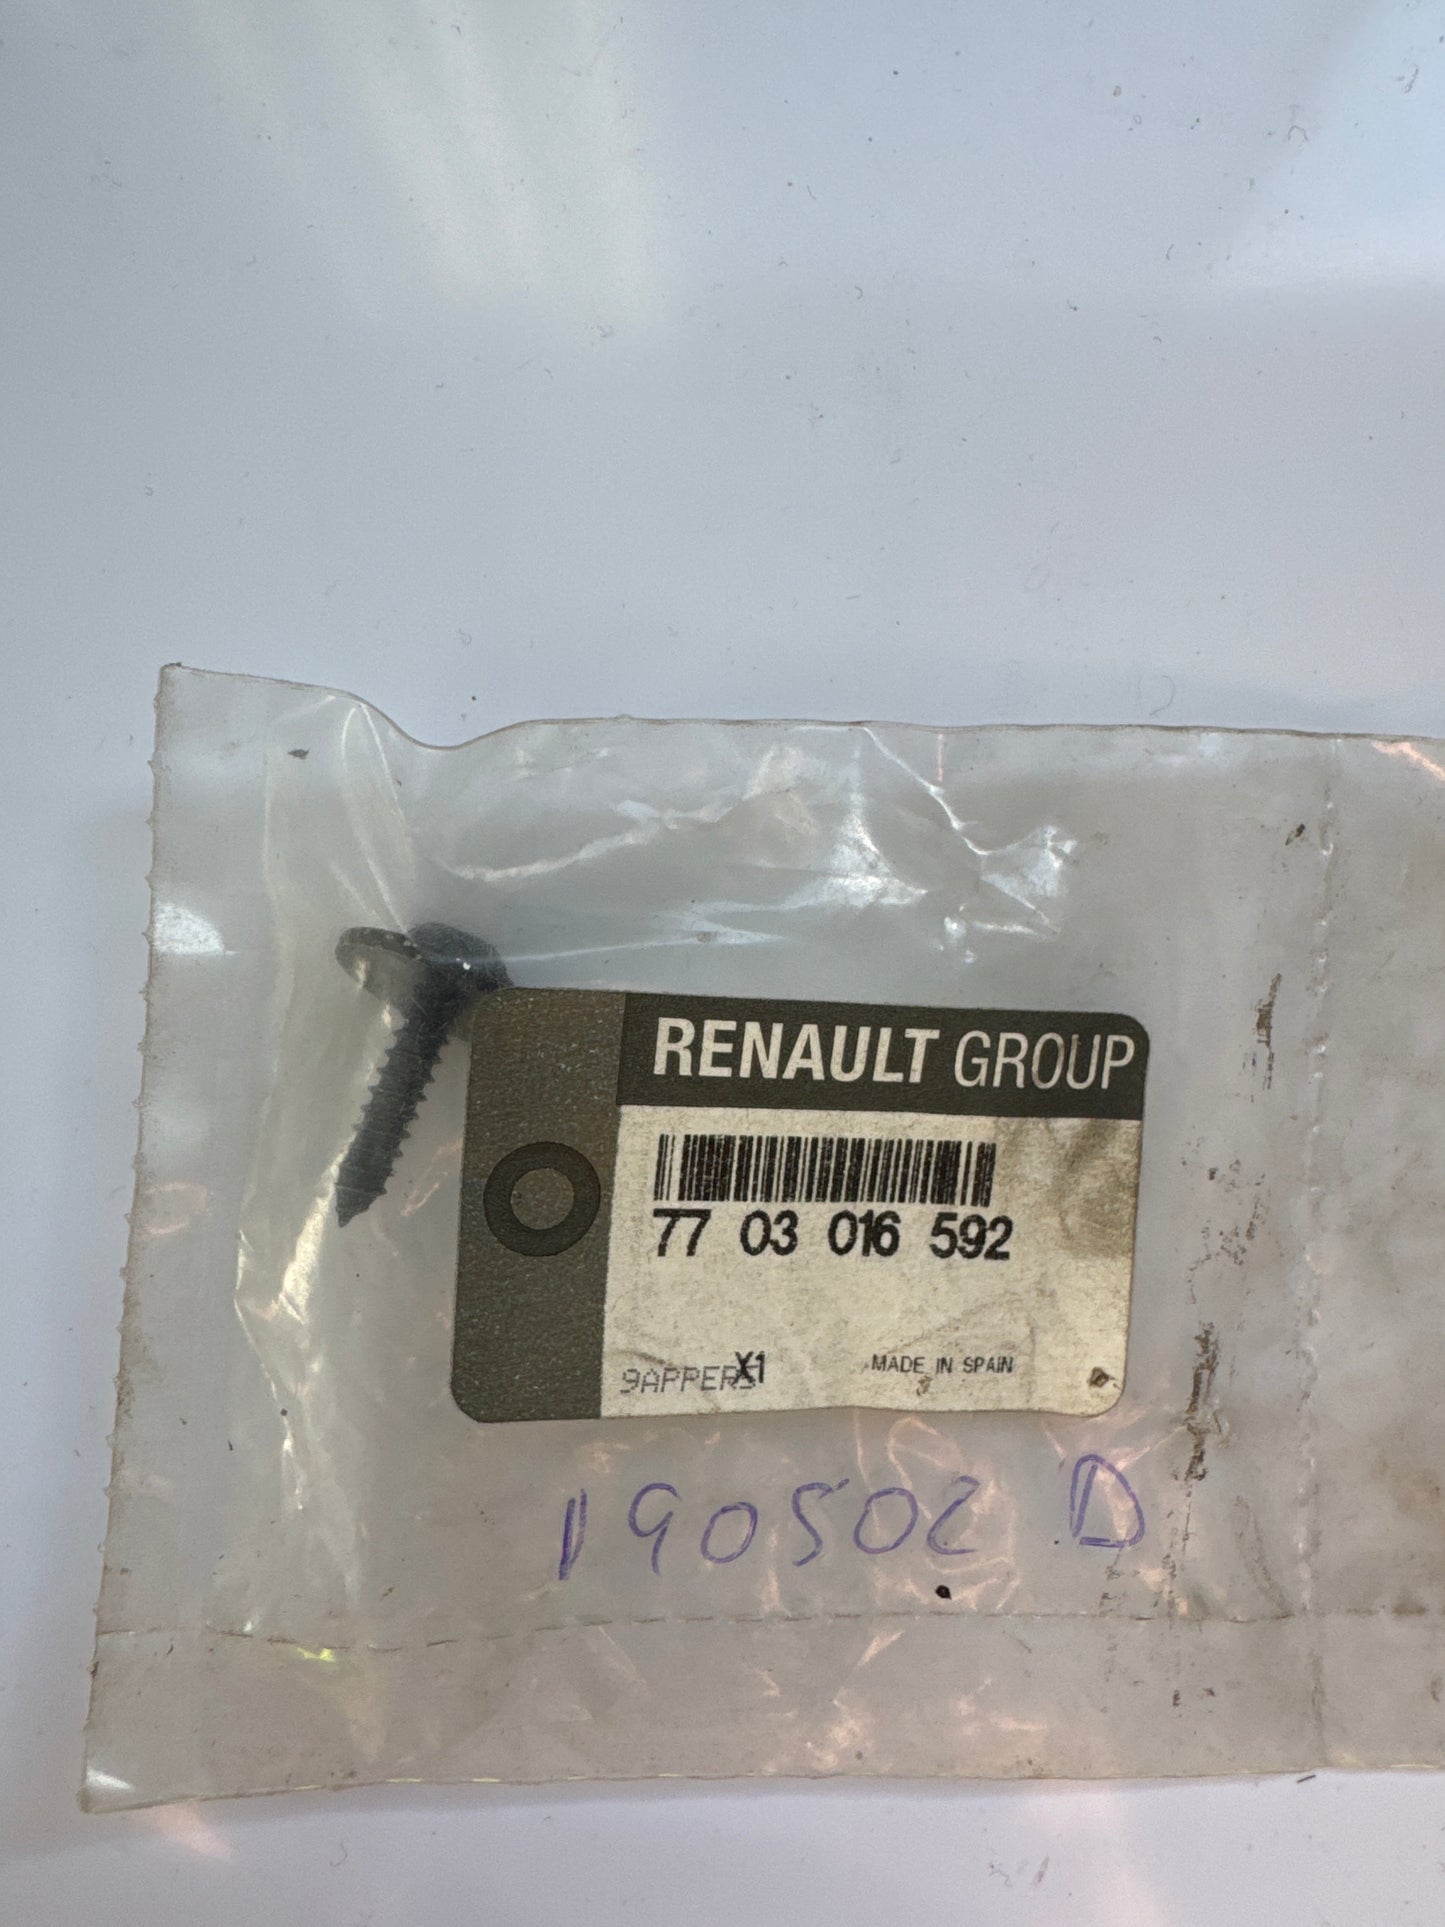 RENAULT GROUP
77 03 016 592
9APPERS X1
MADE IN SPAIN
190502 D